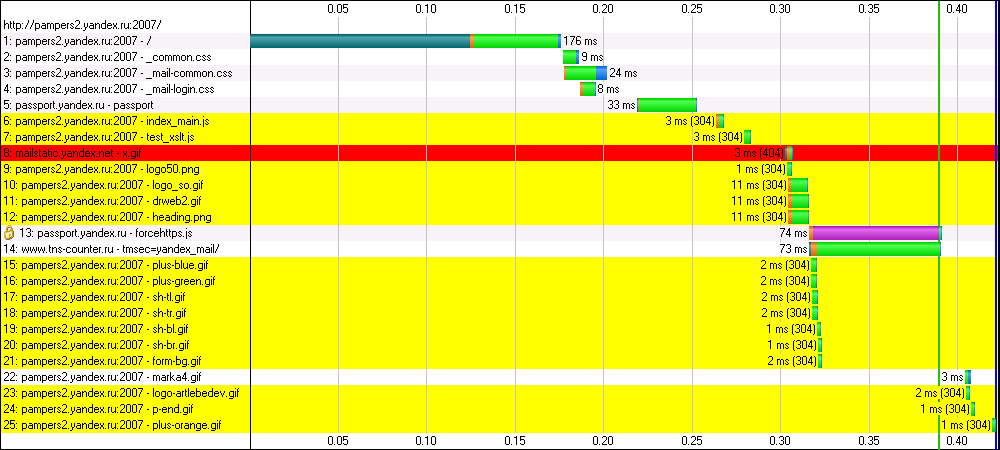 0.05 0.10 0.15 0.20 0.25 0.30 0.35 0.40
http://pampers2.yandex.ru:2007/
1: pampers2.yandex.ru:2007 - / 176 ms
2: pampers2.yandex.ru:2007 - _common.css 9 ms
3: pampers2.yandex.ru:2007 - _mail-common.css 24 ms
4: pampers2.yandex.ru:2007 - _mail-login.css 8 ms
5: passport.yandex.ru - passport 33 ms
6: pampers2.yandex.ru:2007 - index_main.js 3 ms (304)
7: pampers2.yandex.ru:2007 - test_xslt.js 3 ms (304)
8: mailstatic.yandex.net - x.gif 3 ms (404)
9: pampers2.yandex.ru:2007 - logo50.png 1 ms (304)
10: pampers2.yandex.ru:2007 - logo_so.gif 11 ms (304)
11: pampers2.yandex.ru:2007 - drweb2.gif 11 ms (304)
12: pampers2.yandex.ru:2007 - heading.png 11 ms (304)
13: passport.yandex.ru - forcehttps.js 74 ms
14: www.tns-counter.ru - tmsec=yandex_mail/ 73 ms
15: pampers2.yandex.ru:2007 - plus-blue.gif 2 ms (304)
16: pampers2.yandex.ru:2007 - plus-green.gif 2 ms (304)
17: pampers2.yandex.ru:2007 - sh-tl.gif 2 ms (304)
18: pampers2.yandex.ru:2007 - sh-tr.gif 2 ms (304)
19: pampers2.yandex.ru:2007 - sh-bl.gif 1 ms (304)
20: pampers2.yandex.ru:2007 - sh-br.gif 1 ms (304)
21: pampers2.yandex.ru:2007 - form-bg.gif 2 ms (304)
22: pampers2.yandex.ru:2007 - marka4.gif 3 ms
23: pampers2.yandex.ru:2007 - logo-artlebedev.gif 2 ms (304)
24: pampers2.yandex.ru:2007 - p-end.gif 1 ms (304)
25: pampers2.yandex.ru:2007 - plus-orange.gif 1 ms (304)
0.05 0.10 0.15 0.20 0.25 0.30 0.35 0.40